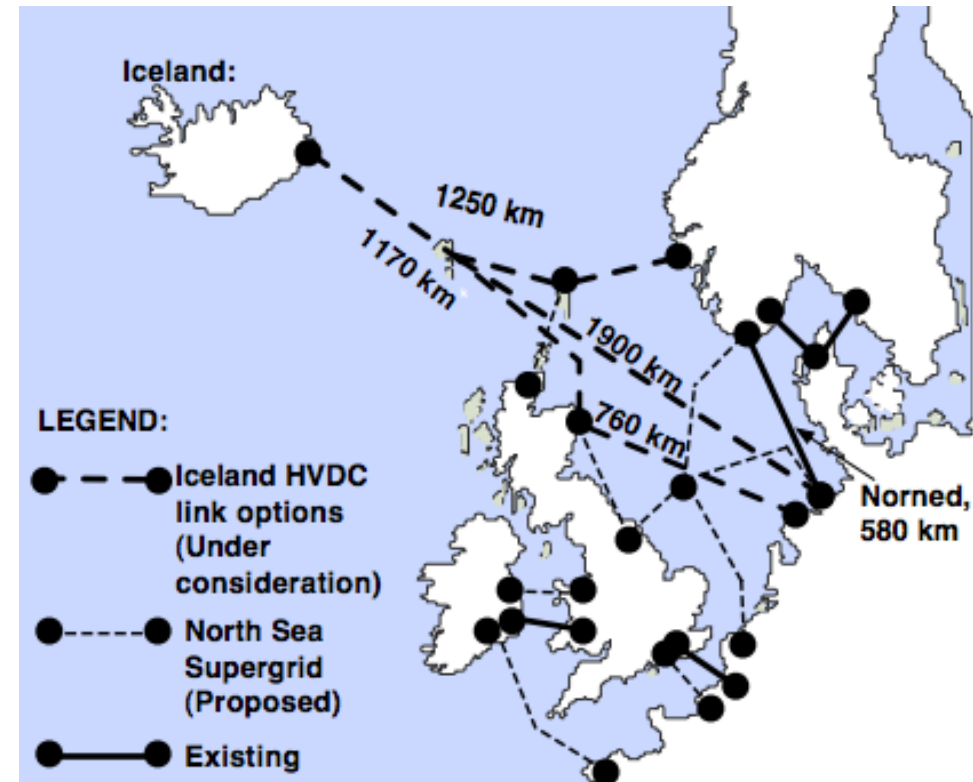 Iceland:
1250 km
1170 km
1900 km
760 km
Norned,
580 km
LEGEND:
Iceland HVDC
link options
(Under
consideration)
North Sea
Supergrid
(Proposed)
Existing